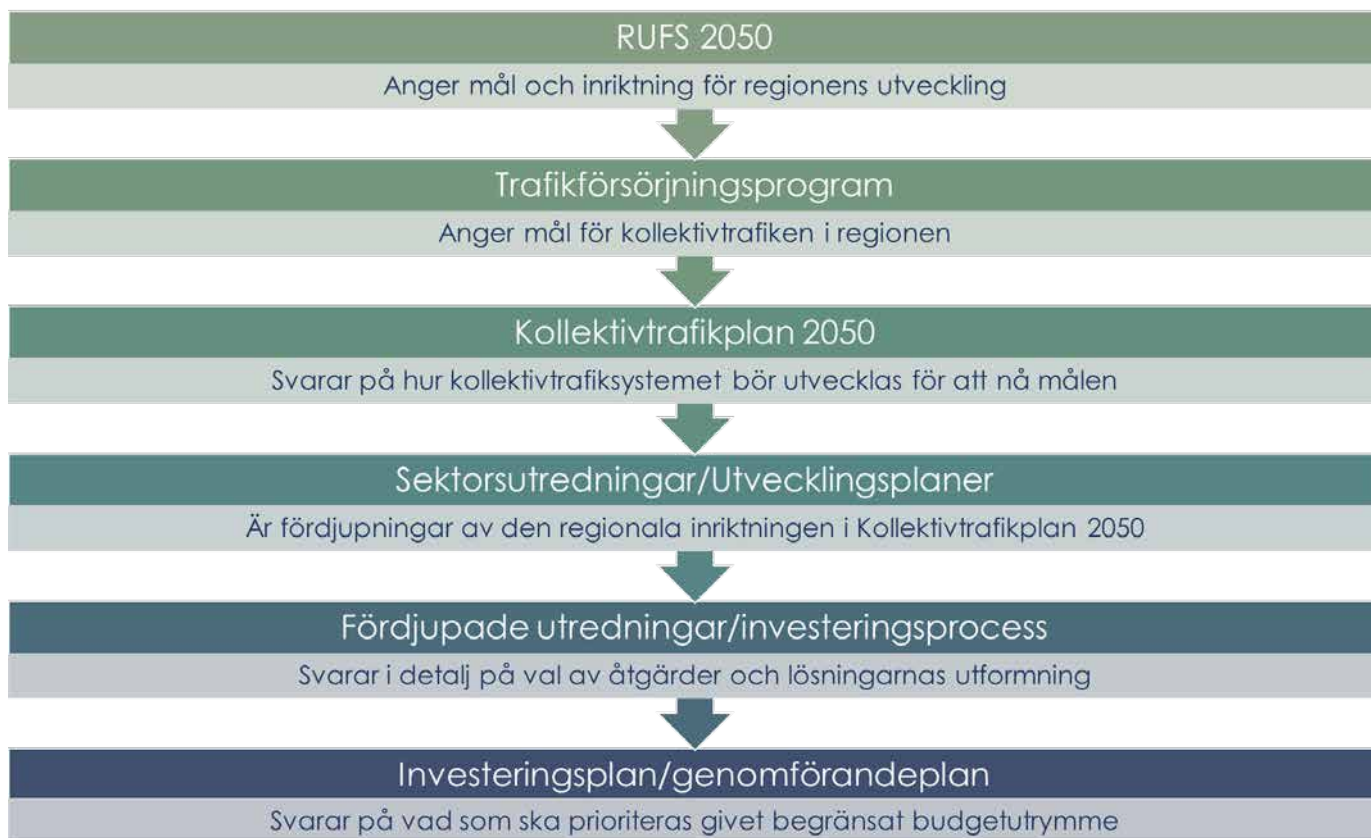 RUFS 2050
Anger mål och inriktning för regionens utveckling
Trafikförsörjningsprogram
Anger mål för kollektivtrafiken i regionen
Kollektivtrafikplan 2050
Svarar på hur kollektivtrafiksystemet bör utvecklas för att nå målen
Sektorsutredningar/Utvecklingsplaner
Är fördjupningar av den regionala inriktningen i Kollektivtrafikplan 2050
Fördjupade utredningar/investeringsprocess
Svarar i detalj på val av åtgärder och lösningarnas utformning
Investeringsplan/genomförandeplan
Svarar på vad som ska prioriteras givet begränsat budgetutrymme